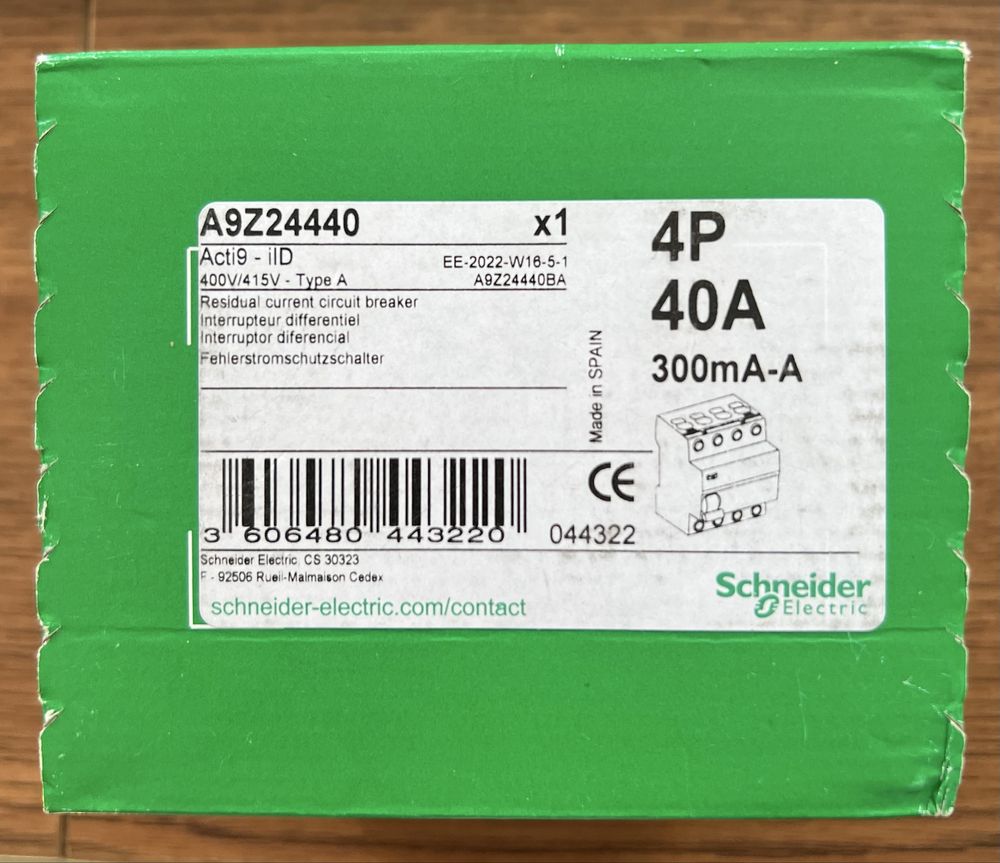 A9Z24440 x1
Acti9 - iID EE-2022-W16-5-1
400V/415V - Type A A9Z24440BA
Residual current circuit breaker
Interrupteur differentiel
Interruptor diferencial
Fehlerstromschutzschalter
4P
40A
300mA-A
Made in SPAIN
CE
3 606480 443220 044322
Schneider Electric, CS 30323
F - 92506 Rueil-Malmaison Cedex
schneider-electric.com/contact
Schneider
Electric